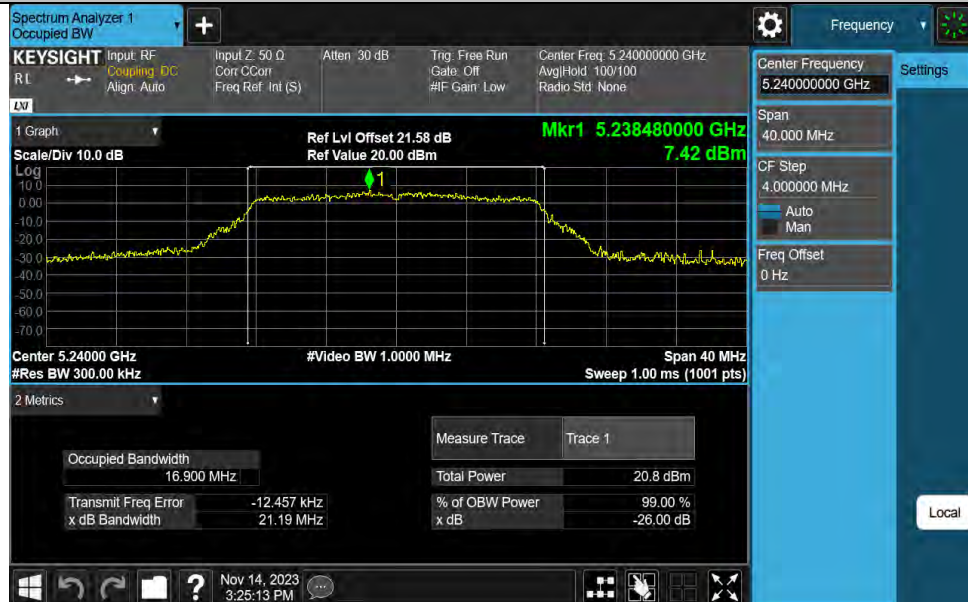 Spectrum Analyzer 1
Occupied BW
+
Frequency
KEYSIGHT
RL
LXI
Input: RF
Coupling: DC
Align: Auto
Input Z: 50 Ω
Corr CCorr
Freq Ref: Int (S)
Atten: 30 dB
Trig: Free Run
Gate: Off
#IF Gain: Low
Center Freq: 5.240000000 GHz
Avg|Hold: 100/100
Radio Std: None
Center Frequency
5.240000000 GHz
Settings
Span
40.000 MHz
CF Step
4.000000 MHz
Auto
Man
Freq Offset
0 Hz
1 Graph
Scale/Div 10.0 dB
Ref Lvl Offset 21.58 dB
Ref Value 20.00 dBm
Mkr1 5.238480000 GHz
7.42 dBm
Log
10.0
0.00
-10.0
-20.0
-30.0
-40.0
-50.0
-60.0
-70.0
1
Center 5.24000 GHz
#Res BW 300.00 kHz
#Video BW 1.0000 MHz
Span 40 MHz
Sweep 1.00 ms (1001 pts)
2 Metrics
Measure Trace Trace 1
Occupied Bandwidth
16.900 MHz
Total Power 20.8 dBm
Transmit Freq Error -12.457 kHz
% of OBW Power 99.00 %
x dB Bandwidth 21.19 MHz
x dB -26.00 dB
Local
?
Nov 14, 2023
3:25:13 PM